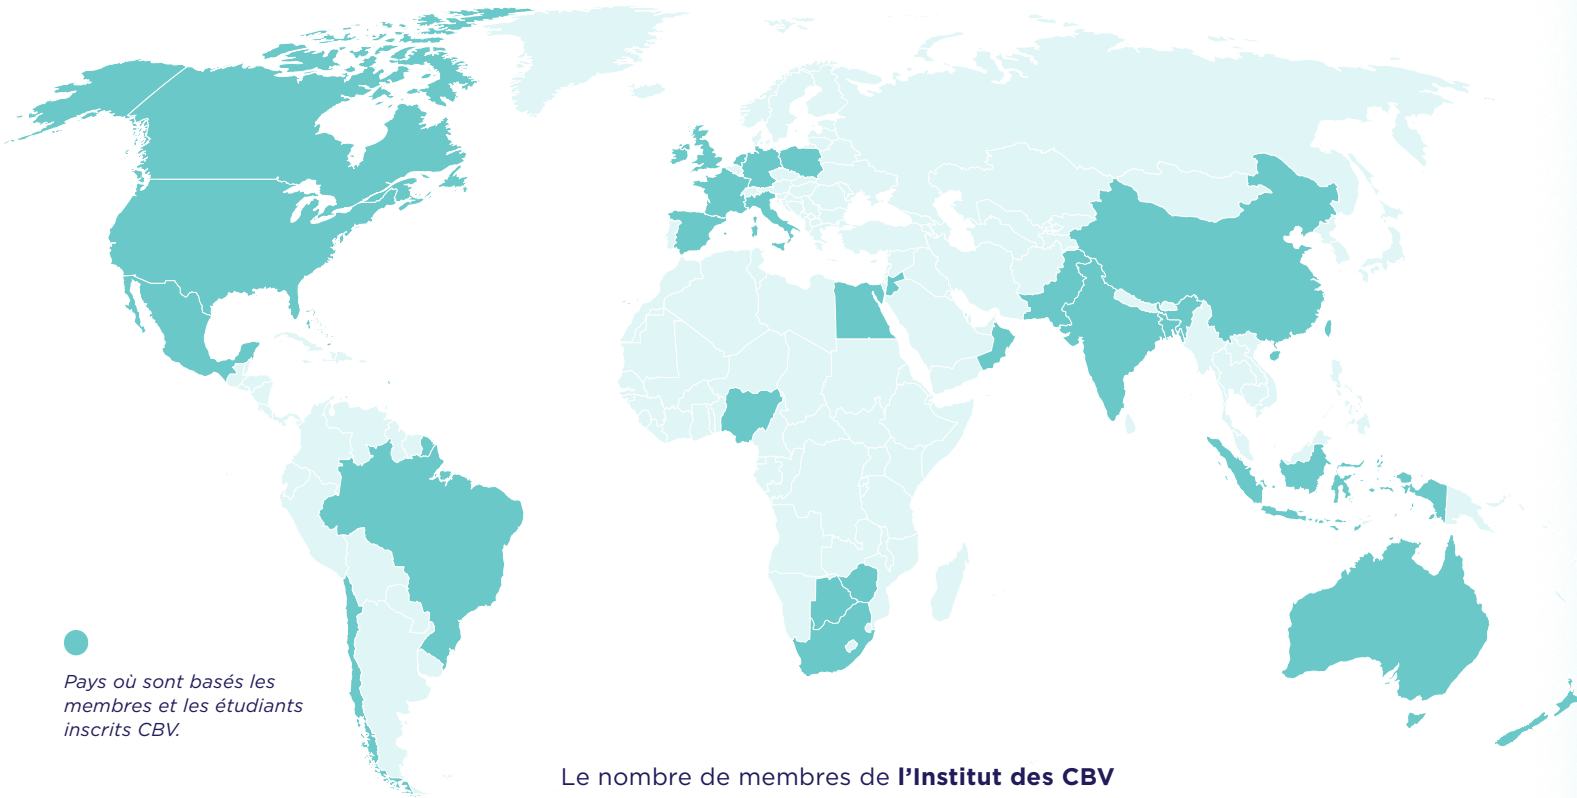 Pays où sont basés les
membres et les étudiants
inscrits CBV.
Le nombre de membres de l'Institut des CBV